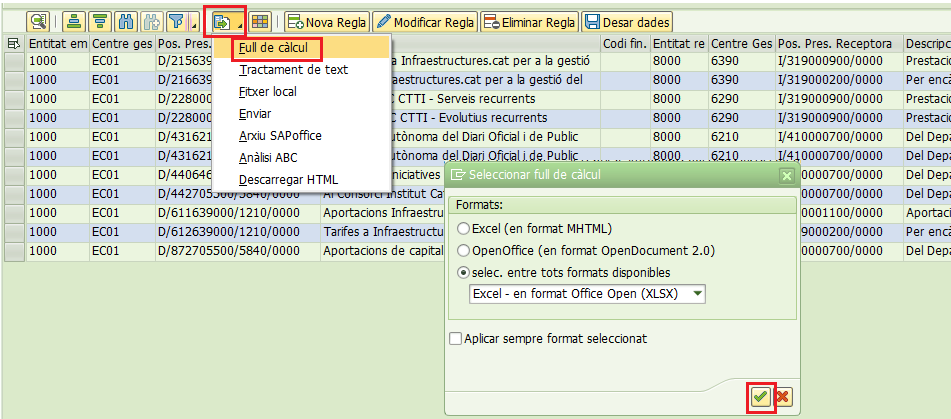 Nova Regla Modificar Regla Eliminar Regla Desar dades
Entitat em Centre ges Pos. Pres. Codi fin. Entitat re Centre Ges Pos. Pres. Receptora Descripc
Full de càlcul
Tractament de text
Fitxer local
Enviar
Arxiu SAPoffice
Anàlisi ABC
Descarregar HTML
1000 EC01 D/215639 a Infraestructures.cat per a la gestió 8000 6390 I/319000900/0000 Prestacio
1000 EC01 D/216639 aestructures.cat per a la gestió del 8000 6390 I/319000200/0000 Per encà
1000 EC01 D/228000 C CTTI - Serveis recurrents 8000 6290 I/319000900/0000 Prestacio
1000 EC01 D/228000 C CTTI - Evolutius recurrents 8000 6290 I/319000900/0000 Prestacio
1000 EC01 D/431621 utònoma del Diari Oficial i de Public 8000 6210 I/410000700/0000 Del Depa
1000 EC01 D/431621 utònoma del Diari Oficial i de Public 8000 6210 I/410000700/0000 Del Depa
1000 EC01 D/440646 niciatives 000700/0000 Del Depa
1000 EC01 D/442705500/5840/0000 Al Consorci Institut Ca 000700/0000 Del Depa
1000 EC01 D/611639000/1210/0000 Aportacions Infraestru 0001100/0000 Aportaci
1000 EC01 D/612639000/1210/0000 Tarifes a Infraestructu 9000200/0000 Per encà
1000 EC01 D/872705500/5840/0000 Aportacions de capital 000700/0000 Del Depa
Seleccionar full de càlcul
Formats:
Excel (en format MHTML)
OpenOffice (en format OpenDocument 2.0)
selec. entre tots formats disponibles
Excel - en format Office Open (XLSX)
Aplicar sempre format seleccionat